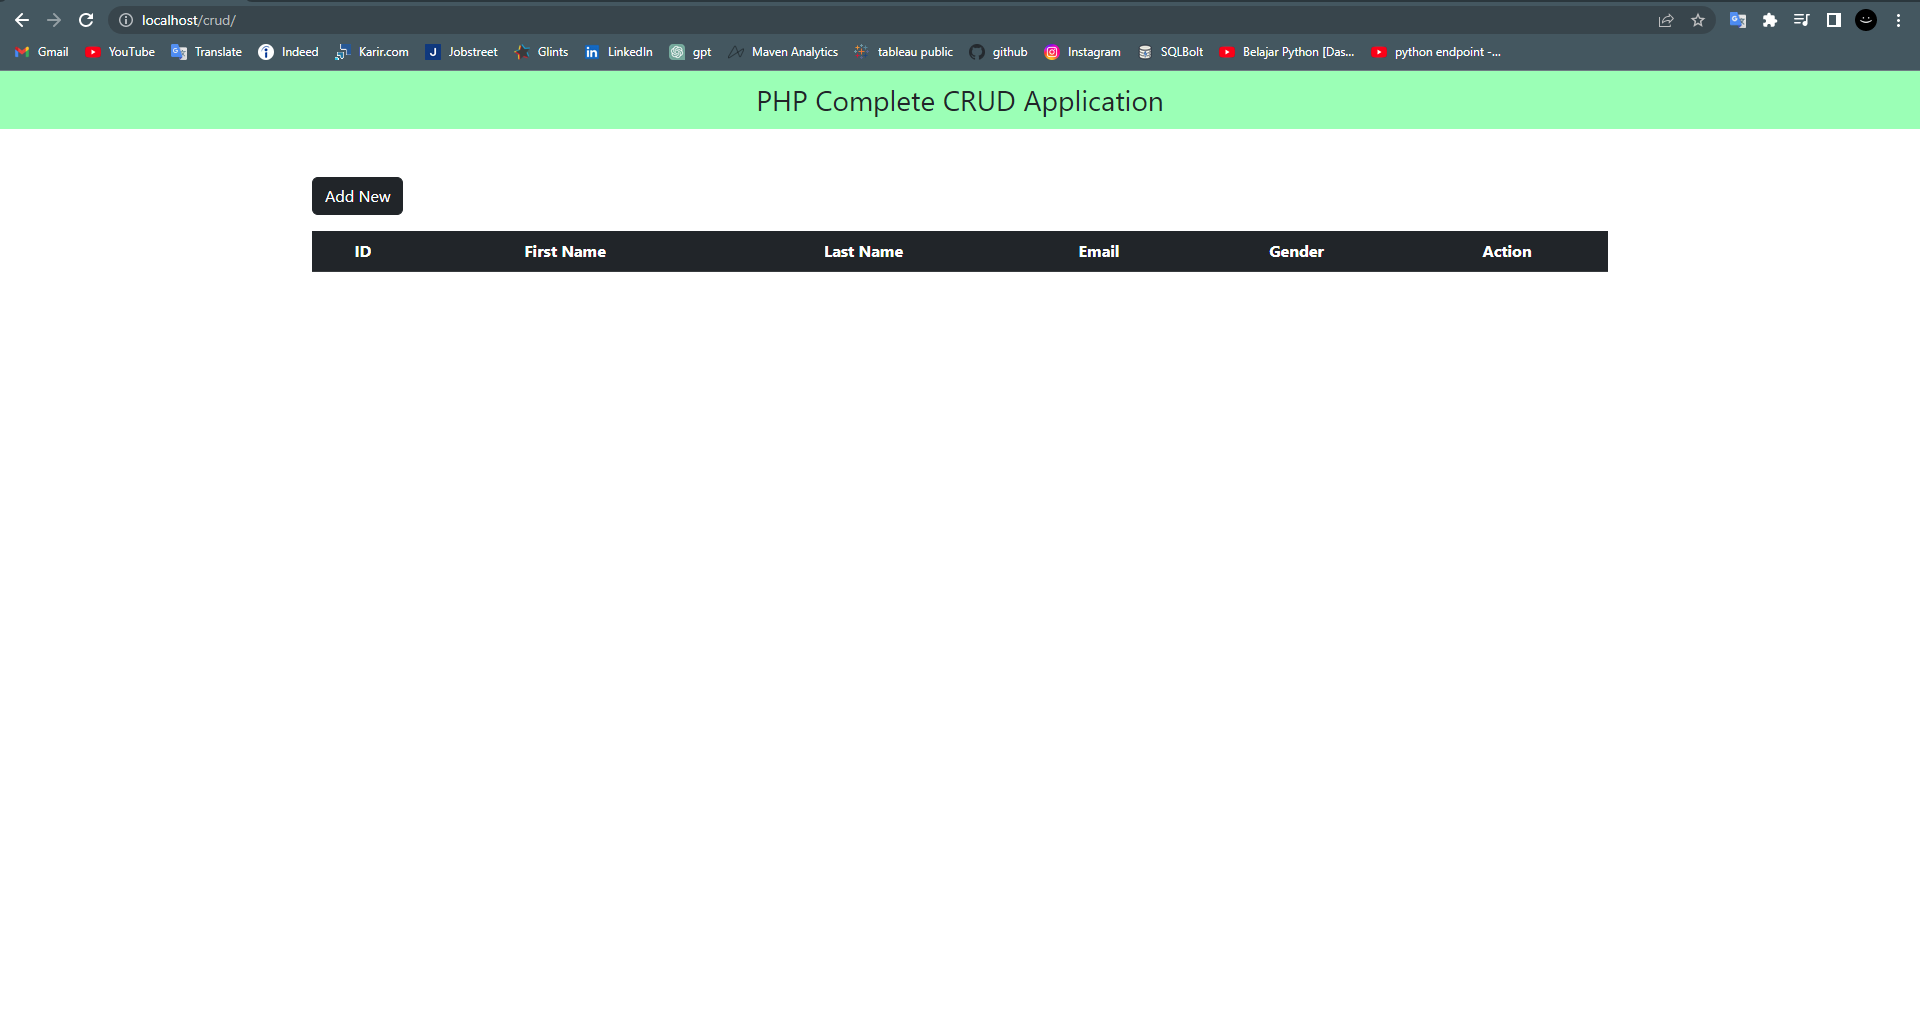 localhost/crud/
Gmail YouTube Translate Indeed Karir.com Jobstreet Glints LinkedIn gpt Maven Analytics tableau public github Instagram SQLBolt Belajar Python [Das... python endpoint -...
PHP Complete CRUD Application
Add New
ID First Name Last Name Email Gender Action